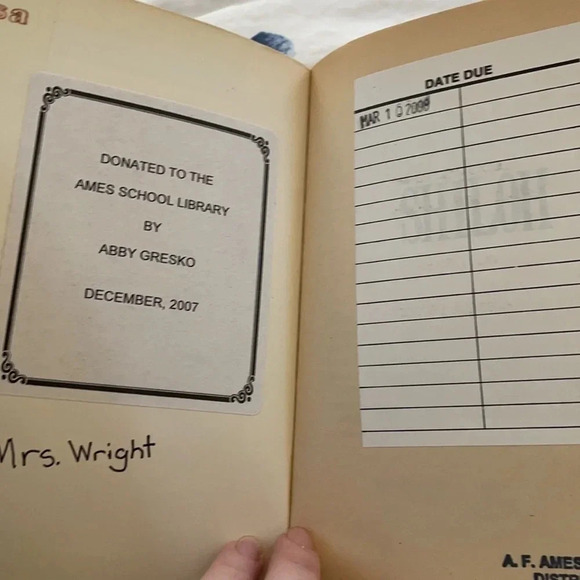 DONATED TO THE
AMES SCHOOL LIBRARY
BY
ABBY GRESKO
DECEMBER, 2007
Mrs. Wright
DATE DUE
MAR 10 2008
A. F. AMES